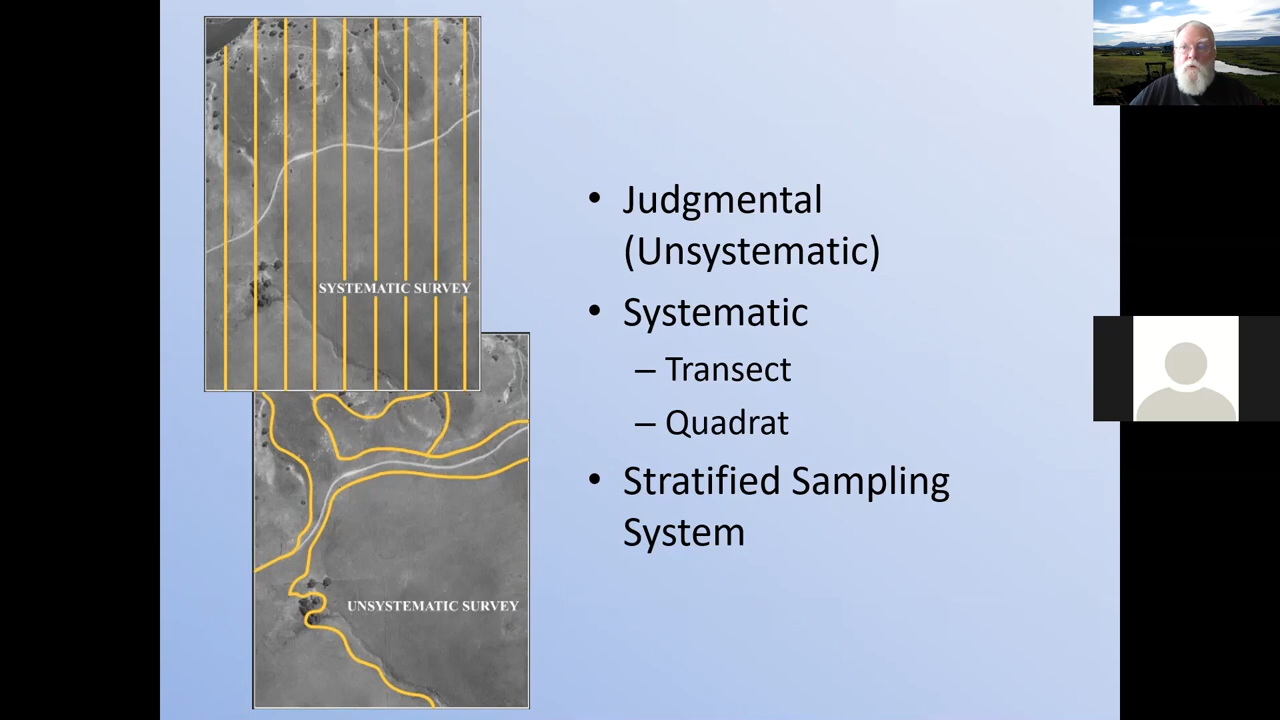 SYSTEMATIC SURVEY
UNSYSTEMATIC SURVEY
• Judgmental
(Unsystematic)
• Systematic
– Transect
– Quadrat
• Stratified Sampling
System